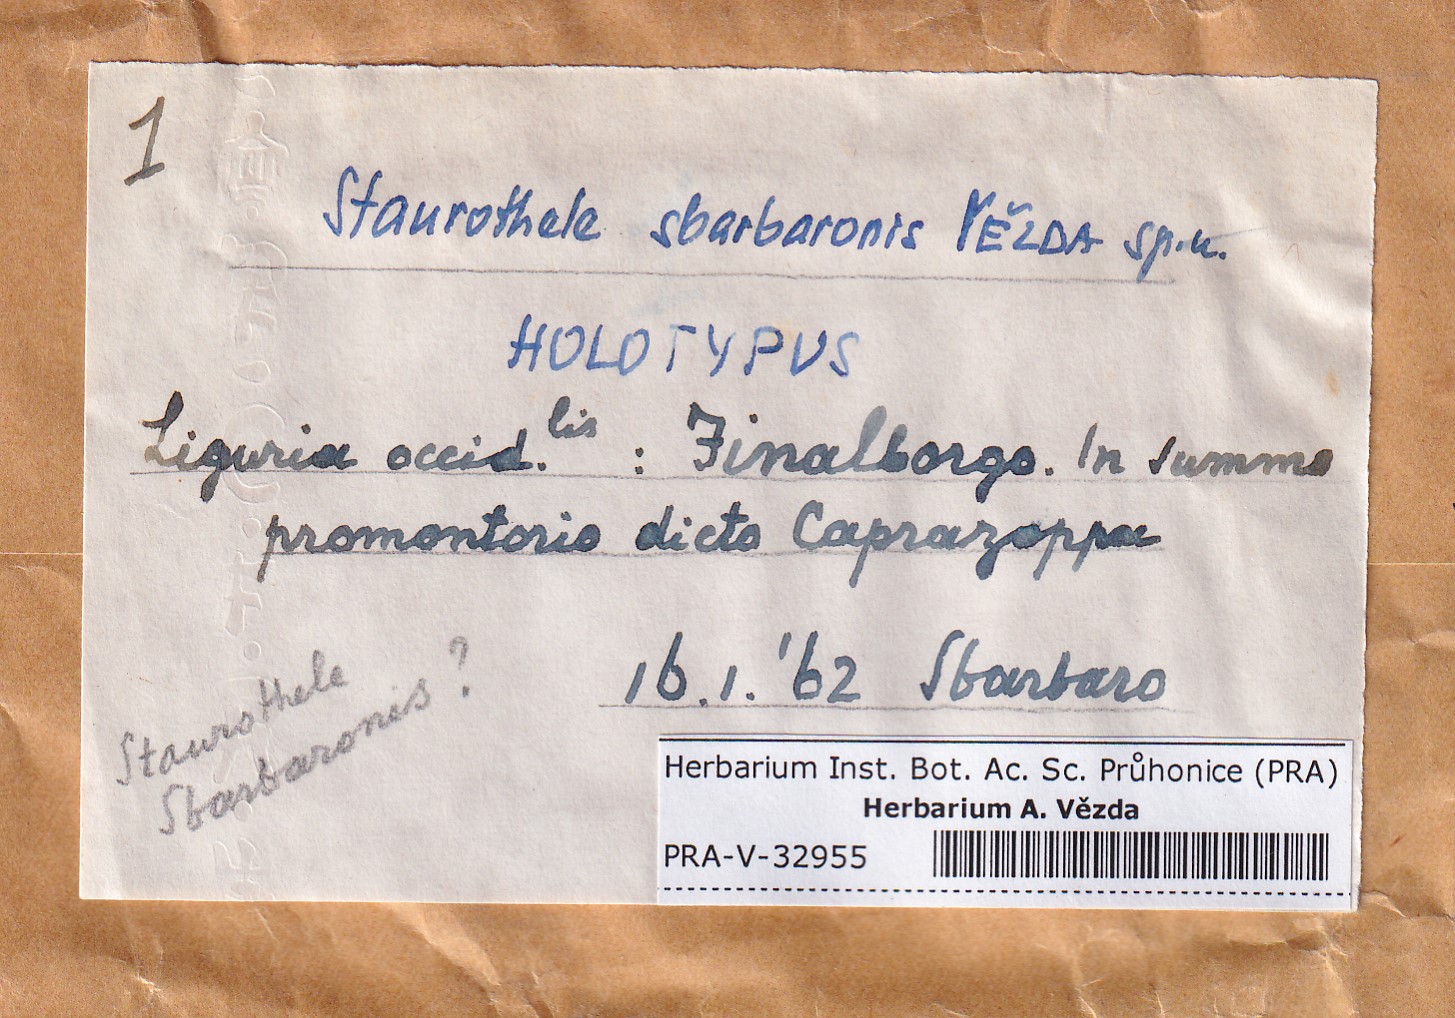 1
Staurothele sbarbaronis VĚZDA sp.n.
HOLOTYPUS
Liguria occid.lis : Finalborgo. In summo
promontorio dicto Caprazoppa
16.1.'62 Sbarbaro
Staurothele
Sbarbaronis?
Herbarium Inst. Bot. Ac. Sc. Průhonice (PRA)
Herbarium A. Vězda
PRA-V-32955